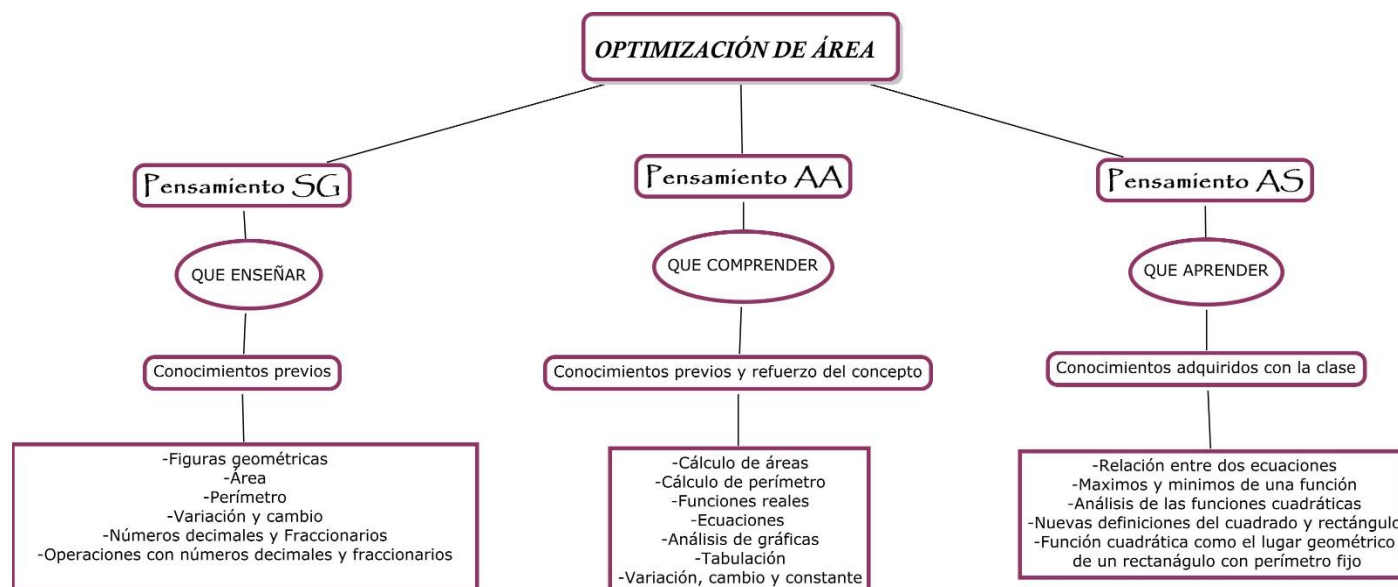 OPTIMIZACIÓN DE ÁREA
Pensamiento SG
Pensamiento AA
Pensamiento AS
QUE ENSEÑAR
QUE COMPRENDER
QUE APRENDER
Conocimientos previos
Conocimientos previos y refuerzo del concepto
Conocimientos adquiridos con la clase
-Figuras geométricas
-Área
-Perímetro
-Variación y cambio
-Números decimales y Fraccionarios
-Operaciones con números decimales y fraccionarios
-Cálculo de áreas
-Cálculo de perímetro
-Funciones reales
-Ecuaciones
-Análisis de gráficas
-Tabulación
-Variación, cambio y constante
-Relación entre dos ecuaciones
-Maximos y minimos de una función
-Análisis de las funciones cuadráticas
-Nuevas definiciones del cuadrado y rectángulo
-Función cuadrática como el lugar geométrico
de un rectanágulo con perímetro fijo